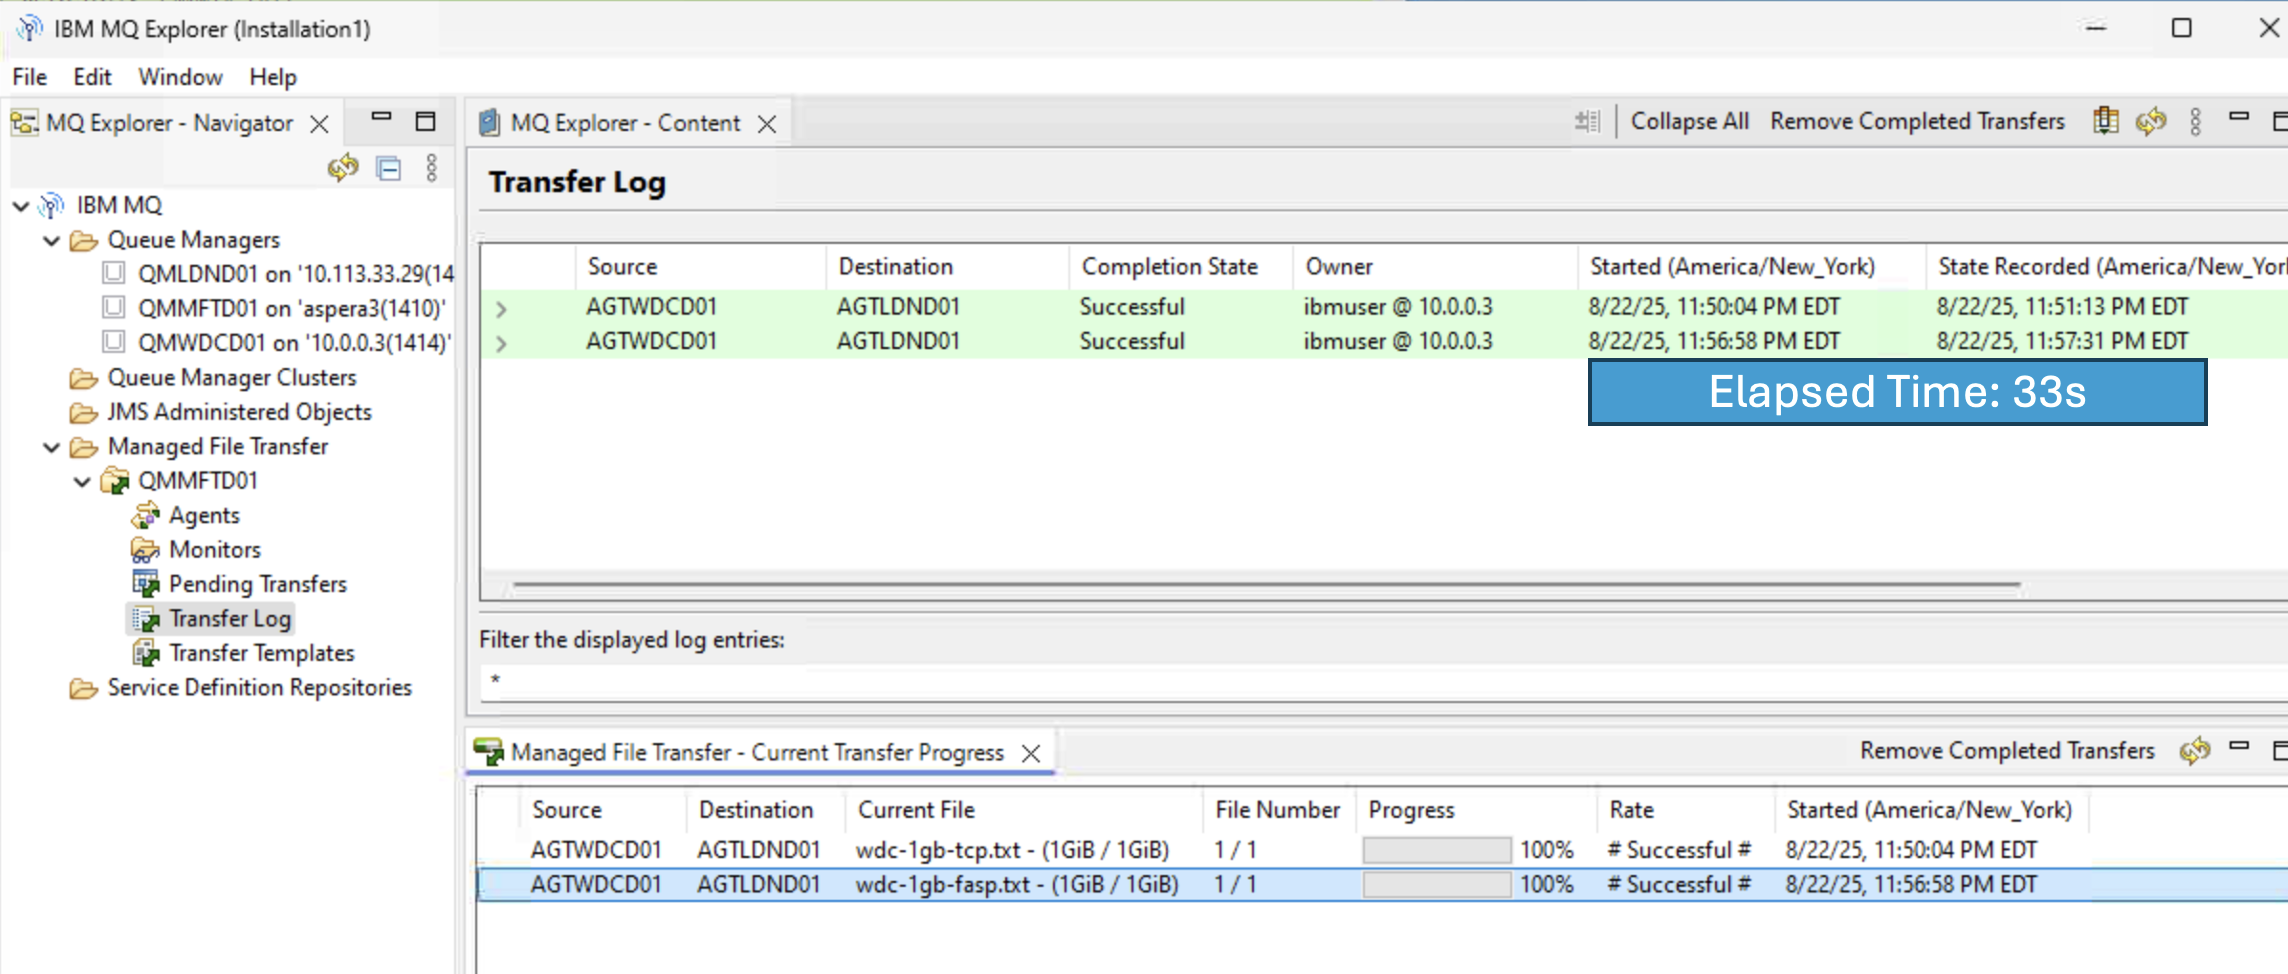 IBM MQ Explorer (Installation1)
File Edit Window Help
MQ Explorer - Navigator
IBM MQ
Queue Managers
QMLDND01 on '10.113.33.29(14
QMMFTD01 on 'aspera3(1410)'
QMWDCD01 on '10.0.0.3(1414)'
Queue Manager Clusters
JMS Administered Objects
Managed File Transfer
QMMFTD01
Agents
Monitors
Pending Transfers
Transfer Log
Transfer Templates
Service Definition Repositories
MQ Explorer - Content Collapse All Remove Completed Transfers
Transfer Log
Source Destination Completion State Owner Started (America/New_York) State Recorded (America/New_Yor
AGTWDCD01 AGTLDND01 Successful ibmuser @ 10.0.0.3 8/22/25, 11:50:04 PM EDT 8/22/25, 11:51:13 PM EDT
AGTWDCD01 AGTLDND01 Successful ibmuser @ 10.0.0.3 8/22/25, 11:56:58 PM EDT 8/22/25, 11:57:31 PM EDT
Elapsed Time: 33s
Filter the displayed log entries:
*
Managed File Transfer - Current Transfer Progress Remove Completed Transfers
Source Destination Current File File Number Progress Rate Started (America/New_York)
AGTWDCD01 AGTLDND01 wdc-1gb-tcp.txt - (1GiB / 1GiB) 1 / 1 100% # Successful # 8/22/25, 11:50:04 PM EDT
AGTWDCD01 AGTLDND01 wdc-1gb-fasp.txt - (1GiB / 1GiB) 1 / 1 100% # Successful # 8/22/25, 11:56:58 PM EDT